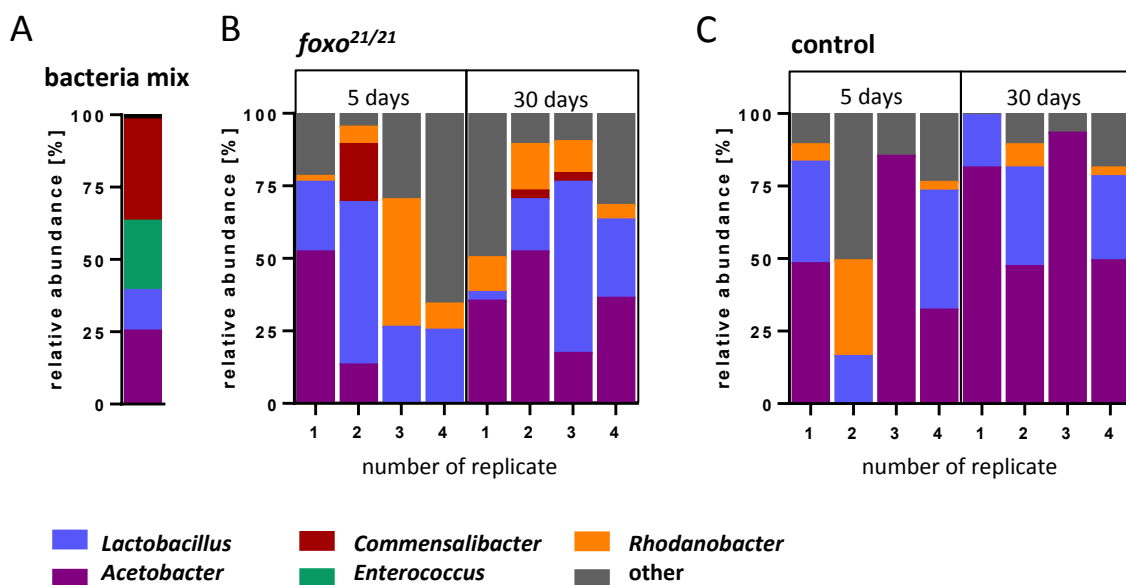 A
bacteria mix
relative abundance [%]
100
75
50
25
0
B
foxo21/21
5 days
30 days
relative abundance [%]
100
75
50
25
0
1 2 3 4 1 2 3 4
number of replicate
C
control
5 days
30 days
relative abundance [%]
100
75
50
25
0
1 2 3 4 1 2 3 4
number of replicate
Lactobacillus
Commensalibacter
Rhodanobacter
Acetobacter
Enterococcus
other